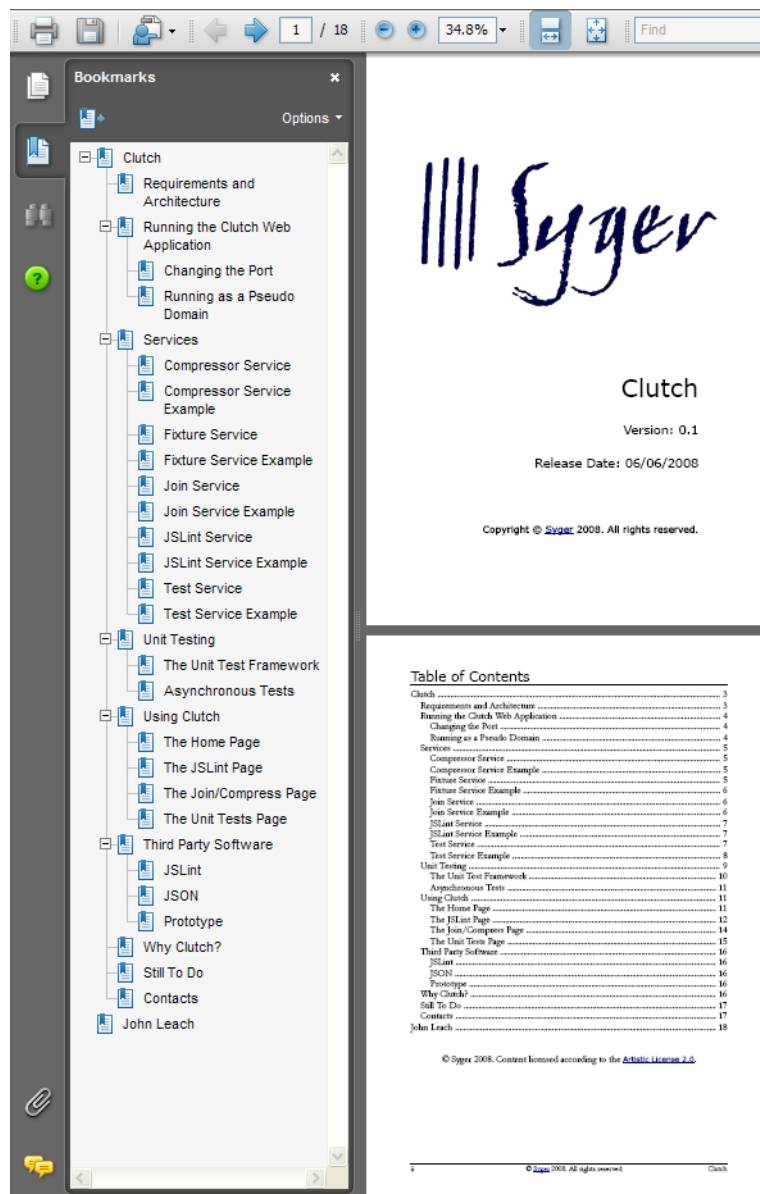 1 / 18
34.8%
Find
Bookmarks
Options
Clutch
Requirements and
Architecture
Running the Clutch Web
Application
Changing the Port
Running as a Pseudo
Domain
Services
Compressor Service
Compressor Service
Example
Fixture Service
Fixture Service Example
Join Service
Join Service Example
JSLint Service
JSLint Service Example
Test Service
Test Service Example
Unit Testing
The Unit Test Framework
Asynchronous Tests
Using Clutch
The Home Page
The JSLint Page
The Join/Compress Page
The Unit Tests Page
Third Party Software
JSLint
JSON
Prototype
Why Clutch?
Still To Do
Contacts
John Leach
Syger
Clutch
Version: 0.1
Release Date: 06/06/2008
Copyright © Syger 2008. All rights reserved.
Table of Contents
Clutch 3
Requirements and Architecture 3
Running the Clutch Web Application 4
Changing the Port 4
Running as a Pseudo Domain 4
Services 5
Compressor Service 5
Compressor Service Example 5
Fixture Service 5
Fixture Service Example 6
Join Service 6
Join Service Example 6
JSLint Service 7
JSLint Service Example 7
Test Service 7
Test Service Example 8
Unit Testing 9
The Unit Test Framework 10
Asynchronous Tests 11
Using Clutch 11
The Home Page 11
The JSLint Page 12
The Join/Compress Page 14
The Unit Tests Page 15
Third Party Software 16
JSLint 16
JSON 16
Prototype 16
Why Clutch? 16
Still To Do 17
Contacts 17
John Leach 18
© Syger 2008. Content licensed according to the Artistic License 2.0.
© Syger 2008. All rights reserved Clutch